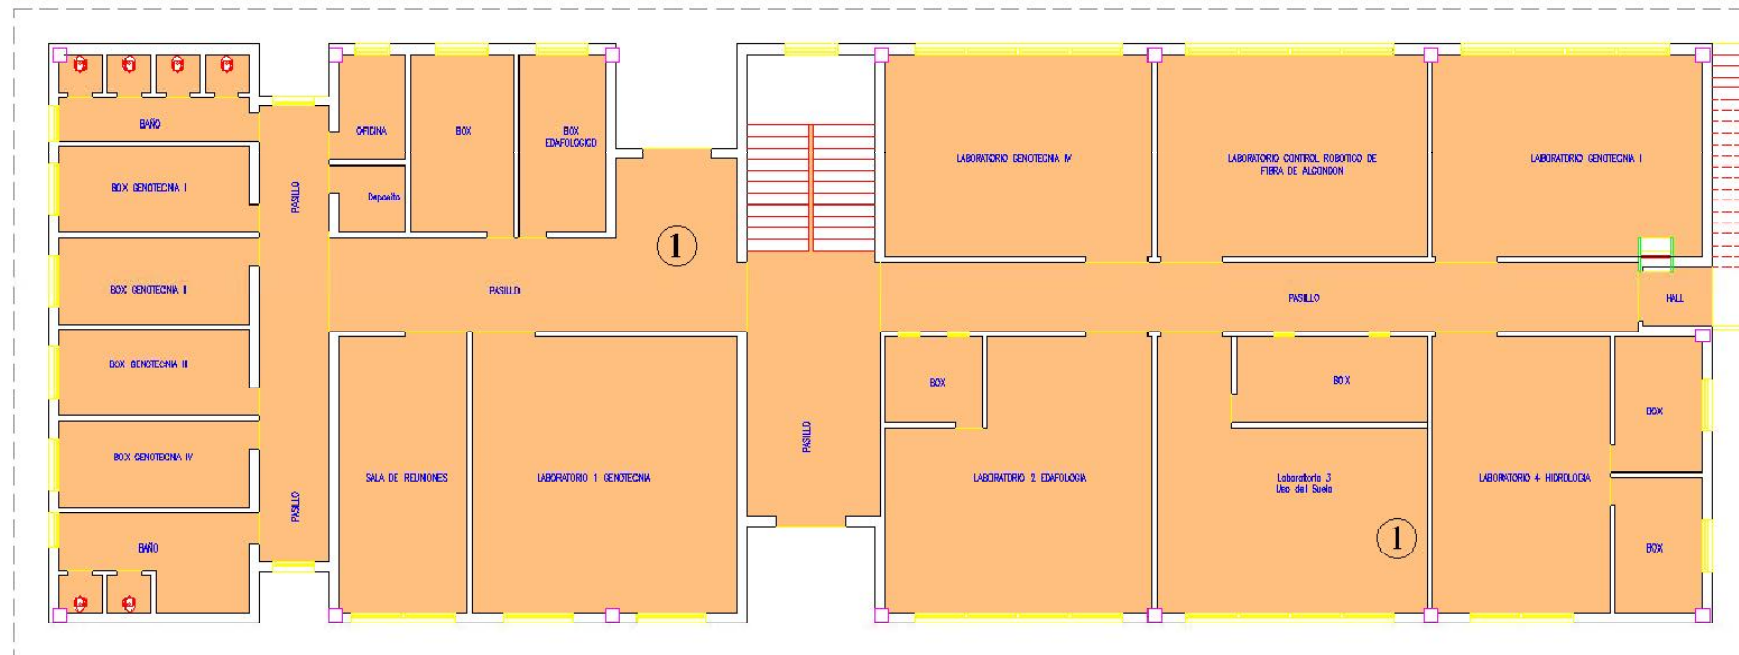 BAÑO
OFICINA
BOX
BOX
EDAFOLOGICO
LABORATORIO GENOTECNIA IV
LABORATORIO CONTROL ROBOTICO DE
FIBRA DE ALGONDON
LABORATORIO GENOTECNIA I
BOX GENOTECNIA I
PASILLO
Deposito
1
BOX GENOTECNIA II
PASILLO
PASILLO
HALL
BOX GENOTECNIA III
BOX
BOX
BOX
BOX GENOTECNIA IV
PASILLO
SALA DE REUNIONES
LABORATORIO 1 GENOTECNIA
LABORATORIO 2 EDAFOLOGIA
Laboratorio 3
Uso del Suelo
LABORATORIO 4 HIDROLOGIA
PASILLO
BAÑO
1
BOX